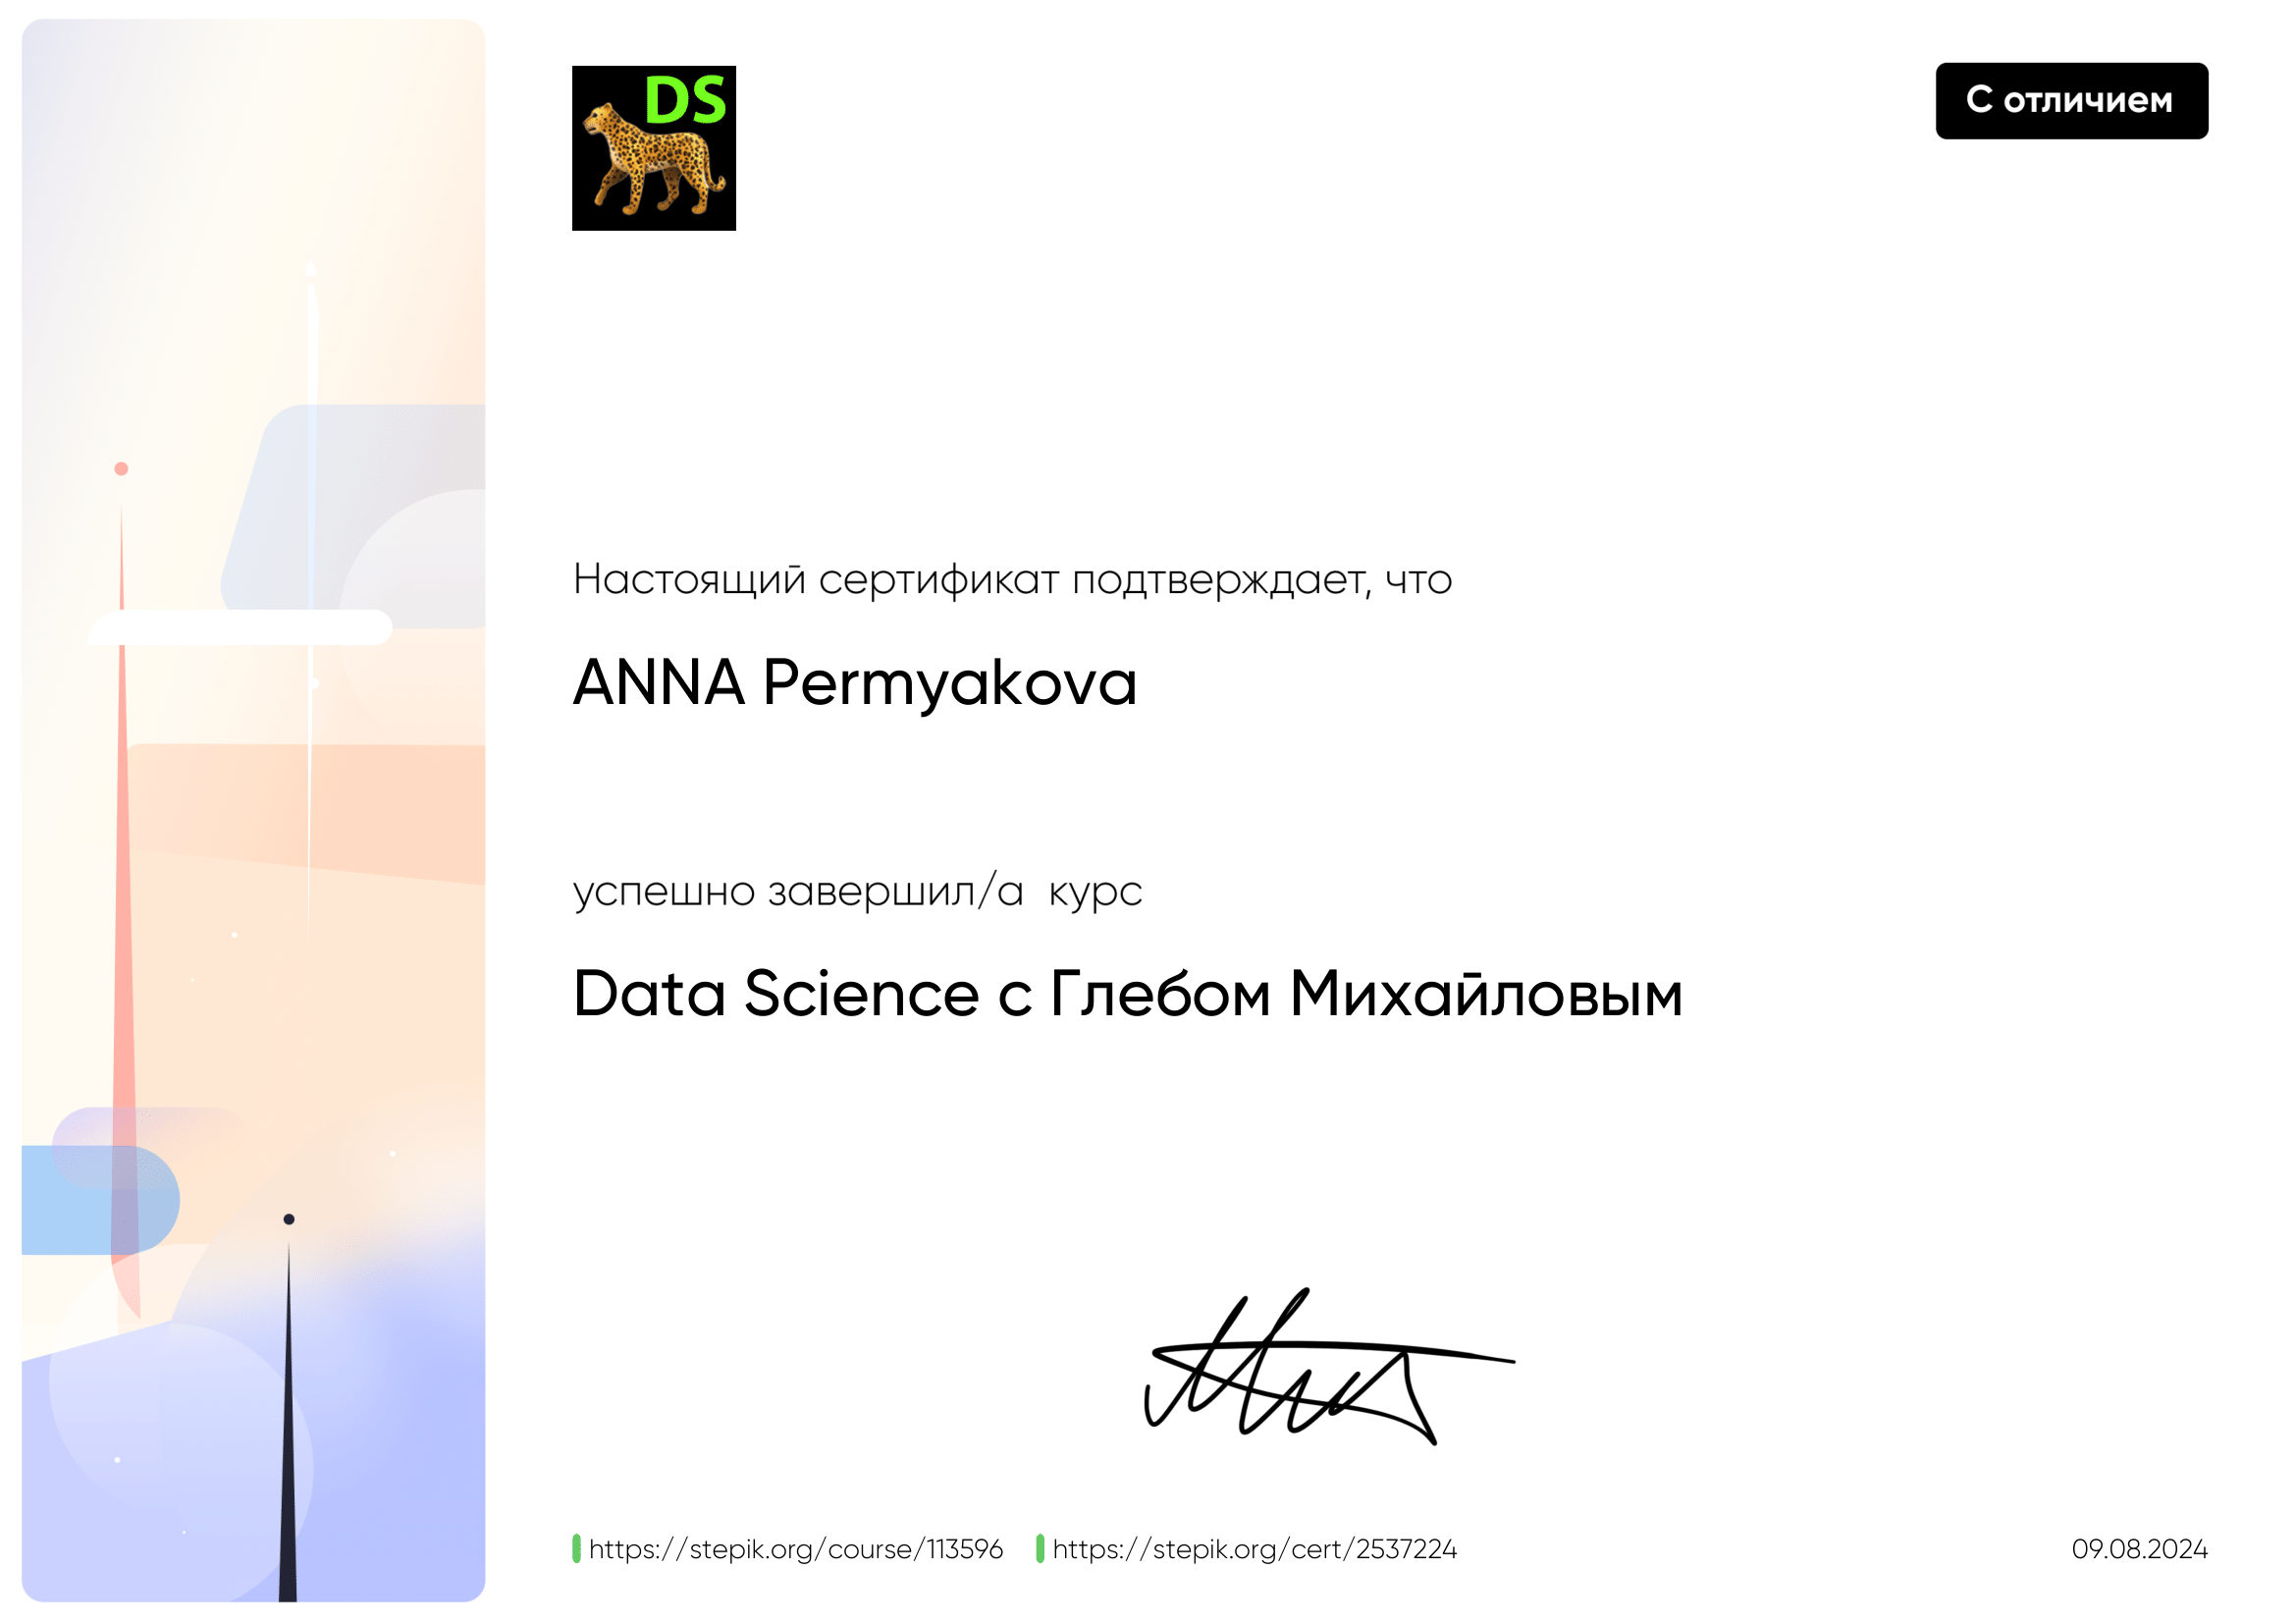 DS
С отличием
Настоящий сертификат подтверждает, что
ANNA Permyakova
успешно завершил/а курс
Data Science с Глебом Михайловым
https://stepik.org/course/113596 https://stepik.org/cert/2537224 09.08.2024